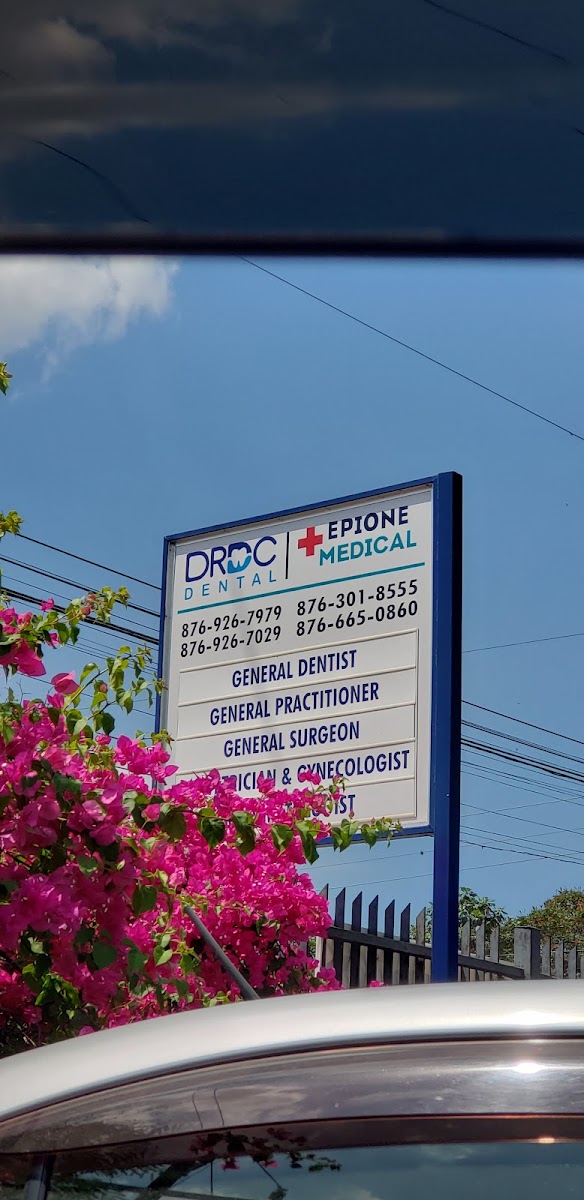 DRDC
DENTAL
EPIONE
MEDICAL
876-926-7979 876-301-8555
876-926-7029 876-665-0860
GENERAL DENTIST
GENERAL PRACTITIONER
GENERAL SURGEON
& GYNECOLOGIST